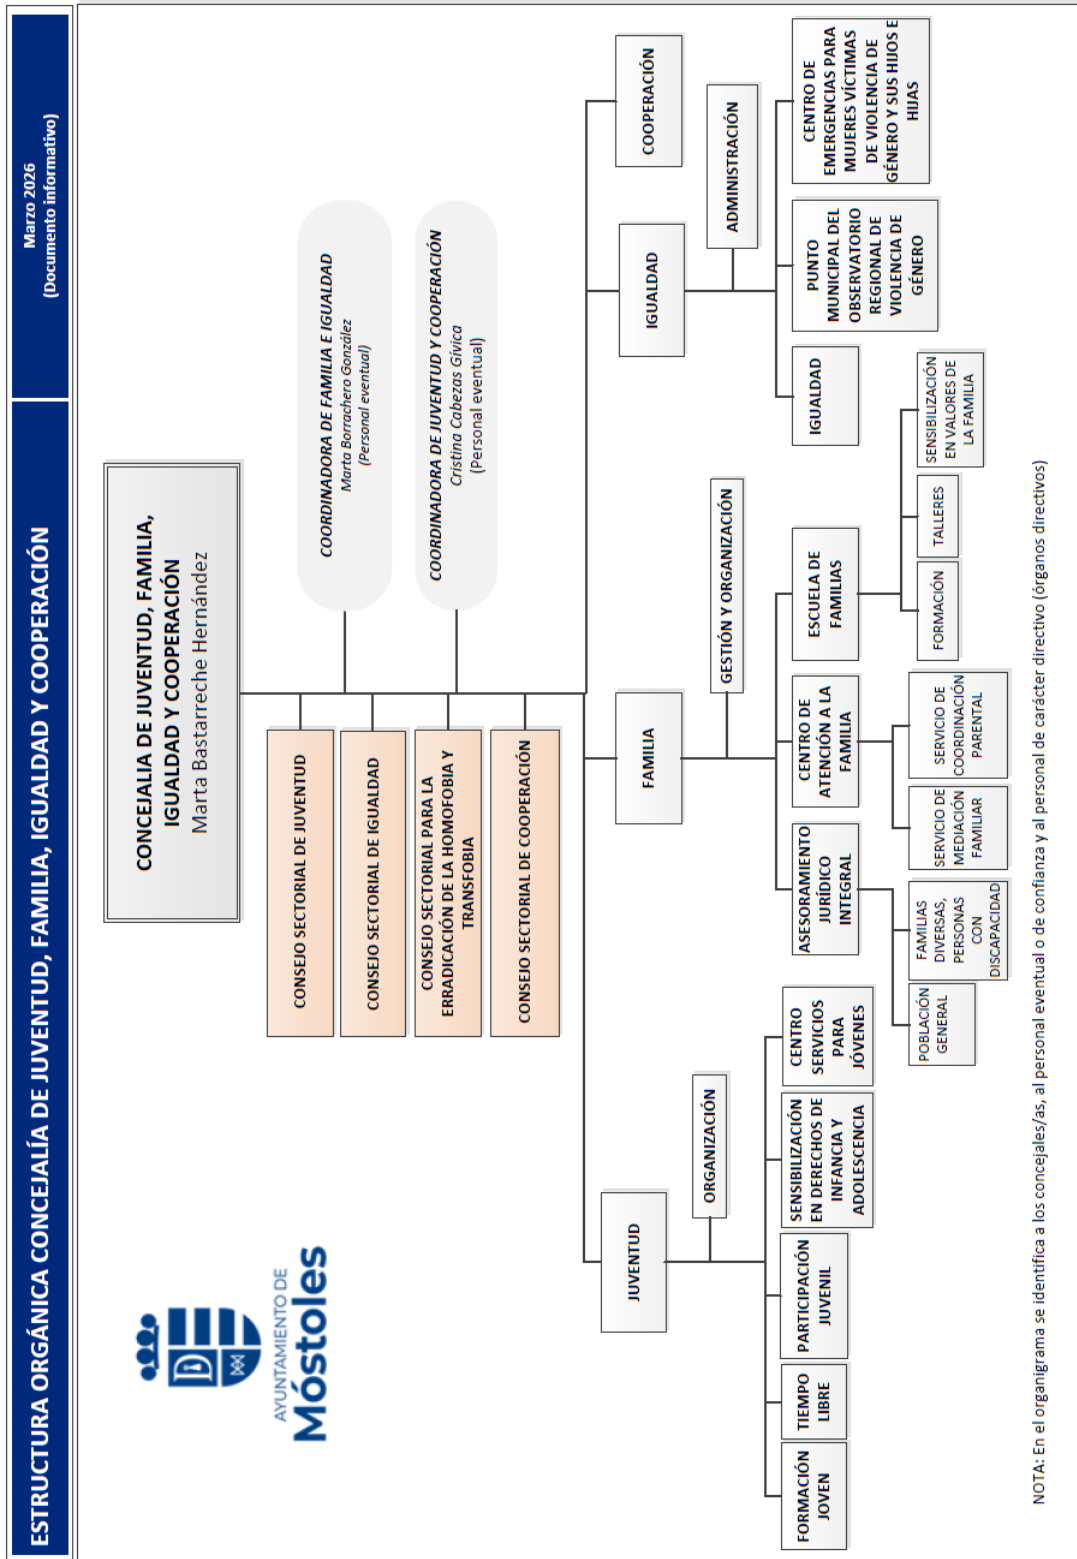 ESTRUCTURA ORGÁNICA CONCEJALÍA DE JUVENTUD, FAMILIA, IGUALDAD Y COOPERACIÓN
Marzo 2026
(Documento informativo)
AYUNTAMIENTO DE
Móstoles
CONCEJALIA DE JUVENTUD, FAMILIA,
IGUALDAD Y COOPERACIÓN
Marta Bastarreche Hernández
CONSEJO SECTORIAL DE JUVENTUD
CONSEJO SECTORIAL DE IGUALDAD
CONSEJO SECTORIAL PARA LA
ERRADICACIÓN DE LA HOMOFOBIA Y
TRANSFOBIA
CONSEJO SECTORIAL DE COOPERACIÓN
COORDINADORA DE FAMILIA E IGUALDAD
Marta Borrachero González
(Personal eventual)
COORDINADORA DE JUVENTUD Y COOPERACIÓN
Cristina Cabezas Givica
(Personal eventual)
JUVENTUD
ORGANIZACIÓN
FORMACIÓN
JOVEN
TIEMPO
LIBRE
PARTICIPACIÓN
JUVENIL
SENSIBILIZACIÓN
EN DERECHOS DE
INFANCIA Y
ADOLESCENCIA
CENTRO
SERVICIOS
PARA
JÓVENES
FAMILIA
GESTIÓN Y ORGANIZACIÓN
ASESORAMIENTO
JURÍDICO
INTEGRAL
POBLACIÓN
GENERAL
FAMILIAS
DIVERSAS,
PERSONAS
CON
DISCAPACIDAD
CENTRO DE
ATENCIÓN A LA
FAMILIA
SERVICIO DE
MEDIACIÓN
FAMILIAR
SERVICIO DE
COORDINACIÓN
PARENTAL
ESCUELA DE
FAMILIAS
FORMACIÓN
TALLERES
SENSIBILIZACIÓN
EN VALORES DE
LA FAMILIA
IGUALDAD
ADMINISTRACIÓN
IGUALDAD
PUNTO
MUNICIPAL DEL
OBSERVATORIO
REGIONAL DE
VIOLENCIA DE
GÉNERO
CENTRO DE
EMERGENCIAS PARA
MUJERES VÍCTIMAS
DE VIOLENCIA DE
GÉNERO Y SUS HIJOS E
HIJAS
COOPERACIÓN
NOTA: En el organigrama se identifica a los concejales/as, al personal eventual o de confianza y al personal de carácter directivo (órganos directivos)